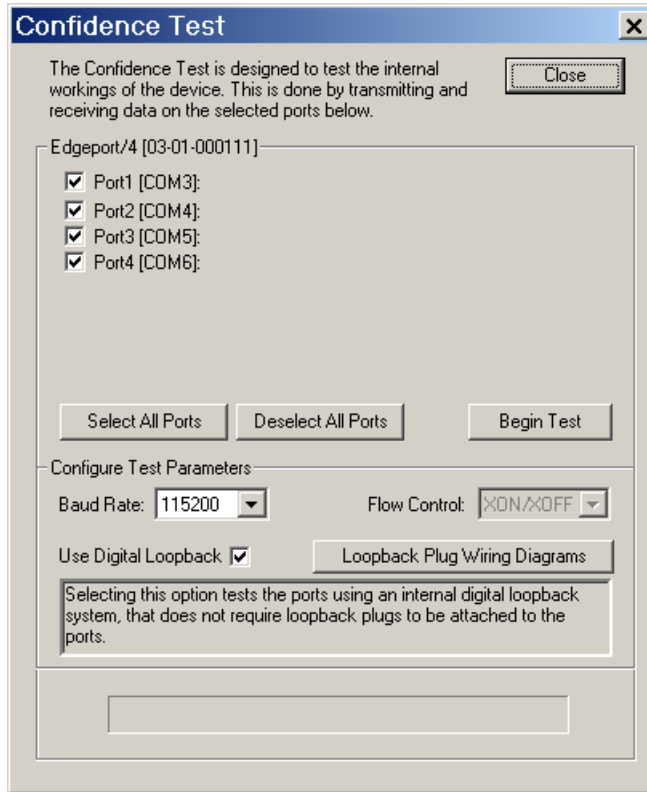 Confidence Test
The Confidence Test is designed to test the internal
workings of the device. This is done by transmitting and
receiving data on the selected ports below.
Close
Edgeport/4 [03-01-000111]
Port1 [COM3]:
Port2 [COM4]:
Port3 [COM5]:
Port4 [COM6]:
Select All Ports
Deselect All Ports
Begin Test
Configure Test Parameters
Baud Rate: 115200
Flow Control: XON/XOFF
Use Digital Loopback
Loopback Plug Wiring Diagrams
Selecting this option tests the ports using an internal digital loopback
system, that does not require loopback plugs to be attached to the
ports.